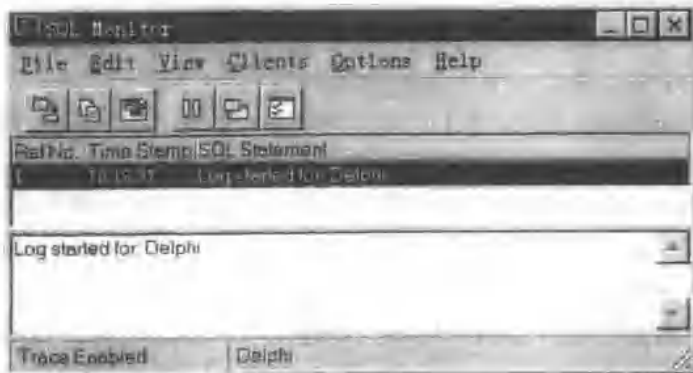 SQL Monitor
File Edit View Clients Options Help
Ref No. Time Stamp SQL Statement
Log started for: Delphi
Log started for: Delphi
Trace Enabled Delphi